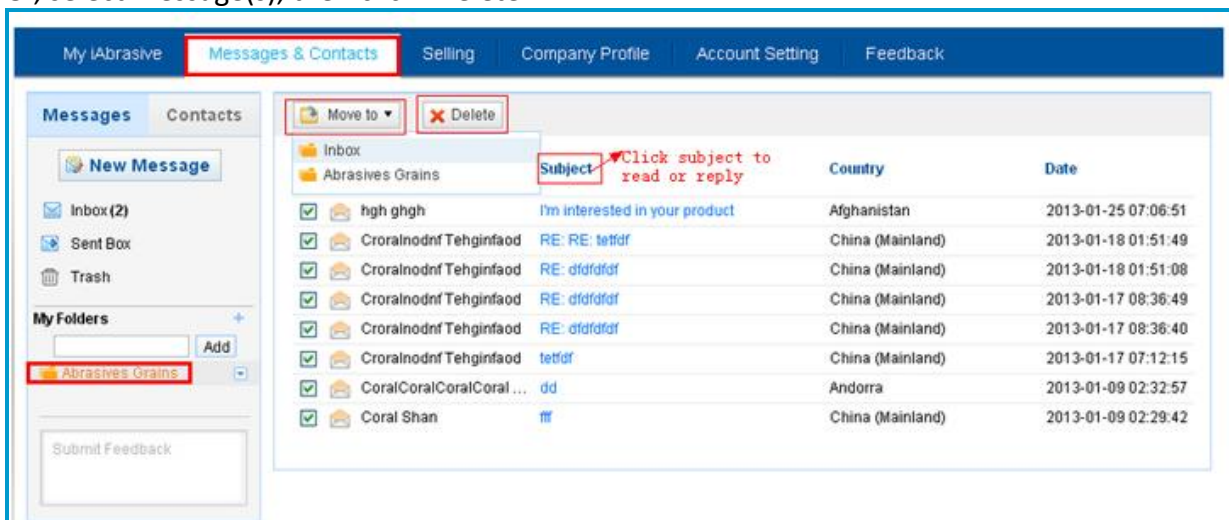 My iAbrasive Messages & Contacts Selling Company Profile Account Setting Feedback
Messages Contacts
New Message
Inbox (2)
Sent Box
Trash
My Folders +
Add
Abrasives Grains
Submit Feedback
Move to Delete
Inbox
Abrasives Grains
Subject Click subject to read or reply Country Date
hgh ghgh I'm interested in your product Afghanistan 2013-01-25 07:06:51
Croralnodnf Tehginfaod RE: RE: tetfdf China (Mainland) 2013-01-18 01:51:49
Croralnodnf Tehginfaod RE: dfdfdfdf China (Mainland) 2013-01-18 01:51:08
Croralnodnf Tehginfaod RE: dfdfdfdf China (Mainland) 2013-01-17 08:36:49
Croralnodnf Tehginfaod RE: dfdfdfdf China (Mainland) 2013-01-17 08:36:40
Croralnodnf Tehginfaod tetfdf China (Mainland) 2013-01-17 07:12:15
CoralCoralCoralCoral ... dd Andorra 2013-01-09 02:32:57
Coral Shan fff China (Mainland) 2013-01-09 02:29:42